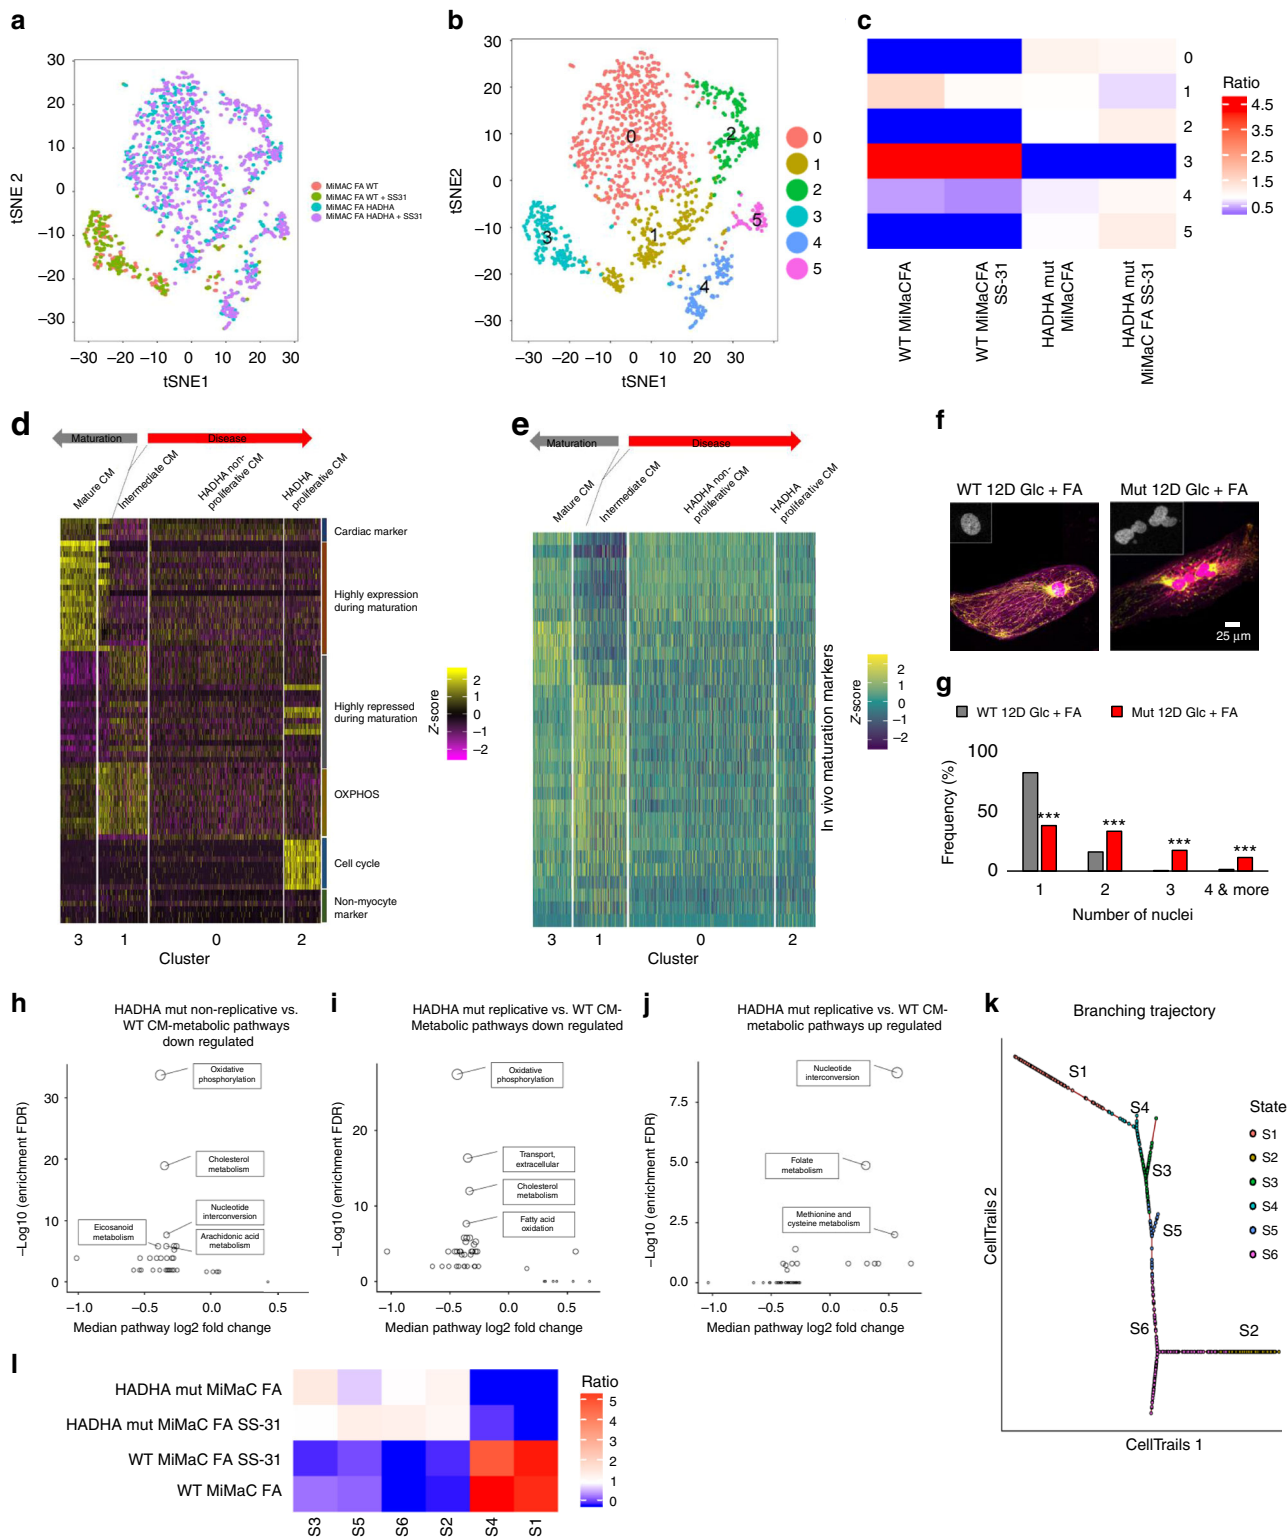 a
30
20
10
0
−10
−20
−30
−30 −20 −10 0 10 20 30
tSNE 2
tSNE1
MiMAC FA WT
MiMAC FA WT + SS31
MiMAC FA HADHA
MiMAC FA HADHA + SS31
b
30
20
10
0
−10
−20
−30
−30 −20 −10 0 10 20 30
tSNE2
tSNE1
0
1
2
3
4
5
0
1
2
3
4
5
c
0
1
2
3
4
5
WT MiMaCFA
WT MiMaCFA
SS-31
HADHA mut
MiMaCFA
HADHA mut
MiMaC FA SS-31
Ratio
4.5
3.5
2.5
1.5
0.5
d
Maturation
Disease
Mature CM
Intermediate CM
HADHA non-
proliferative CM
HADHA
proliferative CM
Cardiac marker
Highly expression
during maturation
Highly repressed
during maturation
OXPHOS
Cell cycle
Non-myocyte
marker
3 1 0 2
Cluster
Z-score
2
1
0
−1
−2
e
Maturation
Disease
Mature CM
Intermediate CM
HADHA non-
proliferative CM
HADHA
proliferative CM
In vivo maturation markers
3 1 0 2
Cluster
Z-score
2
1
0
−1
−2
f
WT 12D Glc + FA
Mut 12D Glc + FA
25 μm
g
WT 12D Glc + FA
Mut 12D Glc + FA
100
50
0
Frequency (%)
***
***
***
***
1 2 3 4 & more
Number of nuclei
h
HADHA mut non-replicative vs.
WT CM-metabolic pathways
down regulated
Oxidative
phosphorylation
Cholesterol
metabolism
Nucleotide
interconversion
Eicosanoid
metabolism
Arachidonic acid
metabolism
30
20
10
0
−Log10 (enrichment FDR)
−1.0 −0.5 0.0 0.5
Median pathway log2 fold change
i
HADHA mut replicative vs. WT CM-
Metabolic pathways down regulated
Oxidative
phosphorylation
Transport,
extracellular
Cholesterol
metabolism
Fatty acid
oxidation
20
10
0
−Log10 (enrichment FDR)
−1.0 −0.5 0.0 0.5
Median pathway log2 fold change
j
HADHA mut replicative vs. WT CM-
metabolic pathways up regulated
Nucleotide
interconversion
Folate
metabolism
Methionine and
cysteine metabolism
7.5
5.0
2.5
0.0
−Log10 (enrichment FDR)
−1.0 −0.5 0.0 0.5
Median pathway log2 fold change
k
Branching trajectory
S1
S4
S3
S5
S6
S2
State
S1
S2
S3
S4
S5
S6
CellTrails 2
CellTrails 1
l
HADHA mut MiMaC FA
HADHA mut MiMaC FA SS-31
WT MiMaC FA SS-31
WT MiMaC FA
S3
S5
S6
S2
S4
S1
Ratio
5
4
3
2
1
0